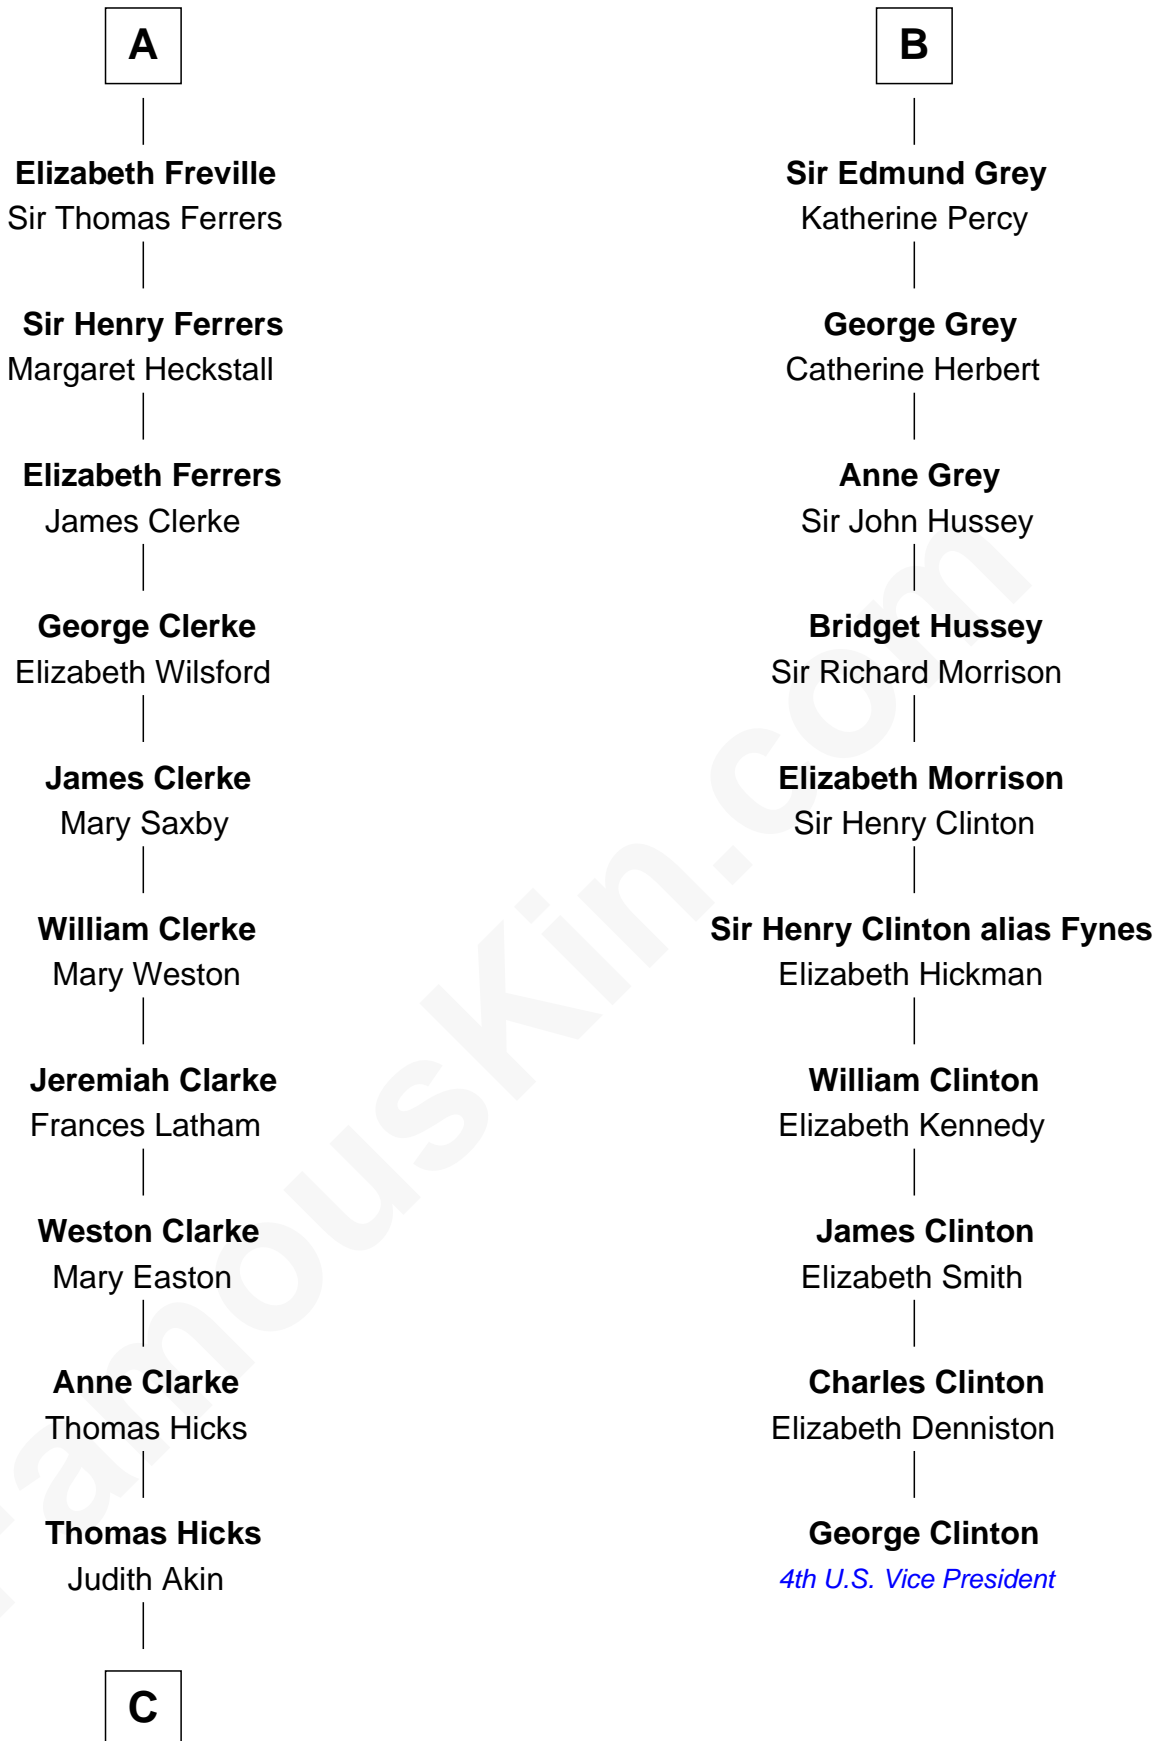 A
Elizabeth Freville
Sir Thomas Ferrers
Sir Henry Ferrers
Margaret Heckstall
Elizabeth Ferrers
James Clerke
George Clerke
Elizabeth Wilsford
James Clerke
Mary Saxby
William Clerke
Mary Weston
Jeremiah Clarke
Frances Latham
Weston Clarke
Mary Easton
Anne Clarke
Thomas Hicks
Thomas Hicks
Judith Akin
C
B
Sir Edmund Grey
Katherine Percy
George Grey
Catherine Herbert
Anne Grey
Sir John Hussey
Bridget Hussey
Sir Richard Morrison
Elizabeth Morrison
Sir Henry Clinton
Sir Henry Clinton alias Fynes
Elizabeth Hickman
William Clinton
Elizabeth Kennedy
James Clinton
Elizabeth Smith
Charles Clinton
Elizabeth Denniston
George Clinton
4th U.S. Vice President
FamousKin.com